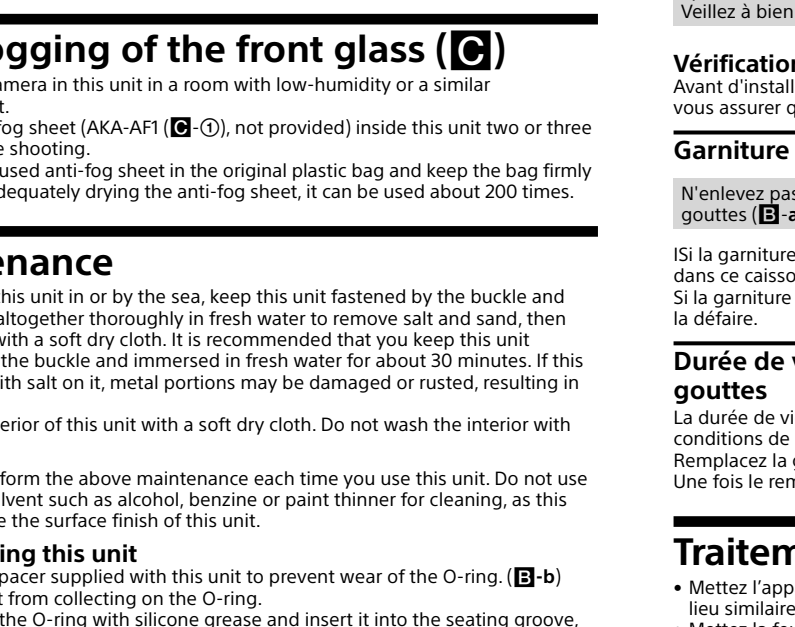 ogging of the front glass (C)
amera in this unit in a room with low-humidity or a similar
t.
fog sheet (AKA-AF1 (C-①), not provided) inside this unit two or three
e shooting.
used anti-fog sheet in the original plastic bag and keep the bag firmly
dequately drying the anti-fog sheet, it can be used about 200 times.
enance
this unit in or by the sea, keep this unit fastened by the buckle and
altogether thoroughly in fresh water to remove salt and sand, then
with a soft dry cloth. It is recommended that you keep this unit
the buckle and immersed in fresh water for about 30 minutes. If this
ith salt on it, metal portions may be damaged or rusted, resulting in
erior of this unit with a soft dry cloth. Do not wash the interior with
form the above maintenance each time you use this unit. Do not use
lvent such as alcohol, benzine or paint thinner for cleaning, as this
e the surface finish of this unit.
ing this unit
pacer supplied with this unit to prevent wear of the O-ring. (B-b)
t from collecting on the O-ring.
the O-ring with silicone grease and insert it into the seating groove,
Veillez à bien
Vérification
Avant d'install
vous assurer q
Garniture
N'enlevez pas
gouttes (B-a
ISi la garniture
dans ce caisso
Si la garniture
la défaire.
Durée de v
gouttes
La durée de vi
conditions de
Remplacez la g
Une fois le rem
Traitem
• Mettez l'app
lieu similaire
• Mettez la feu